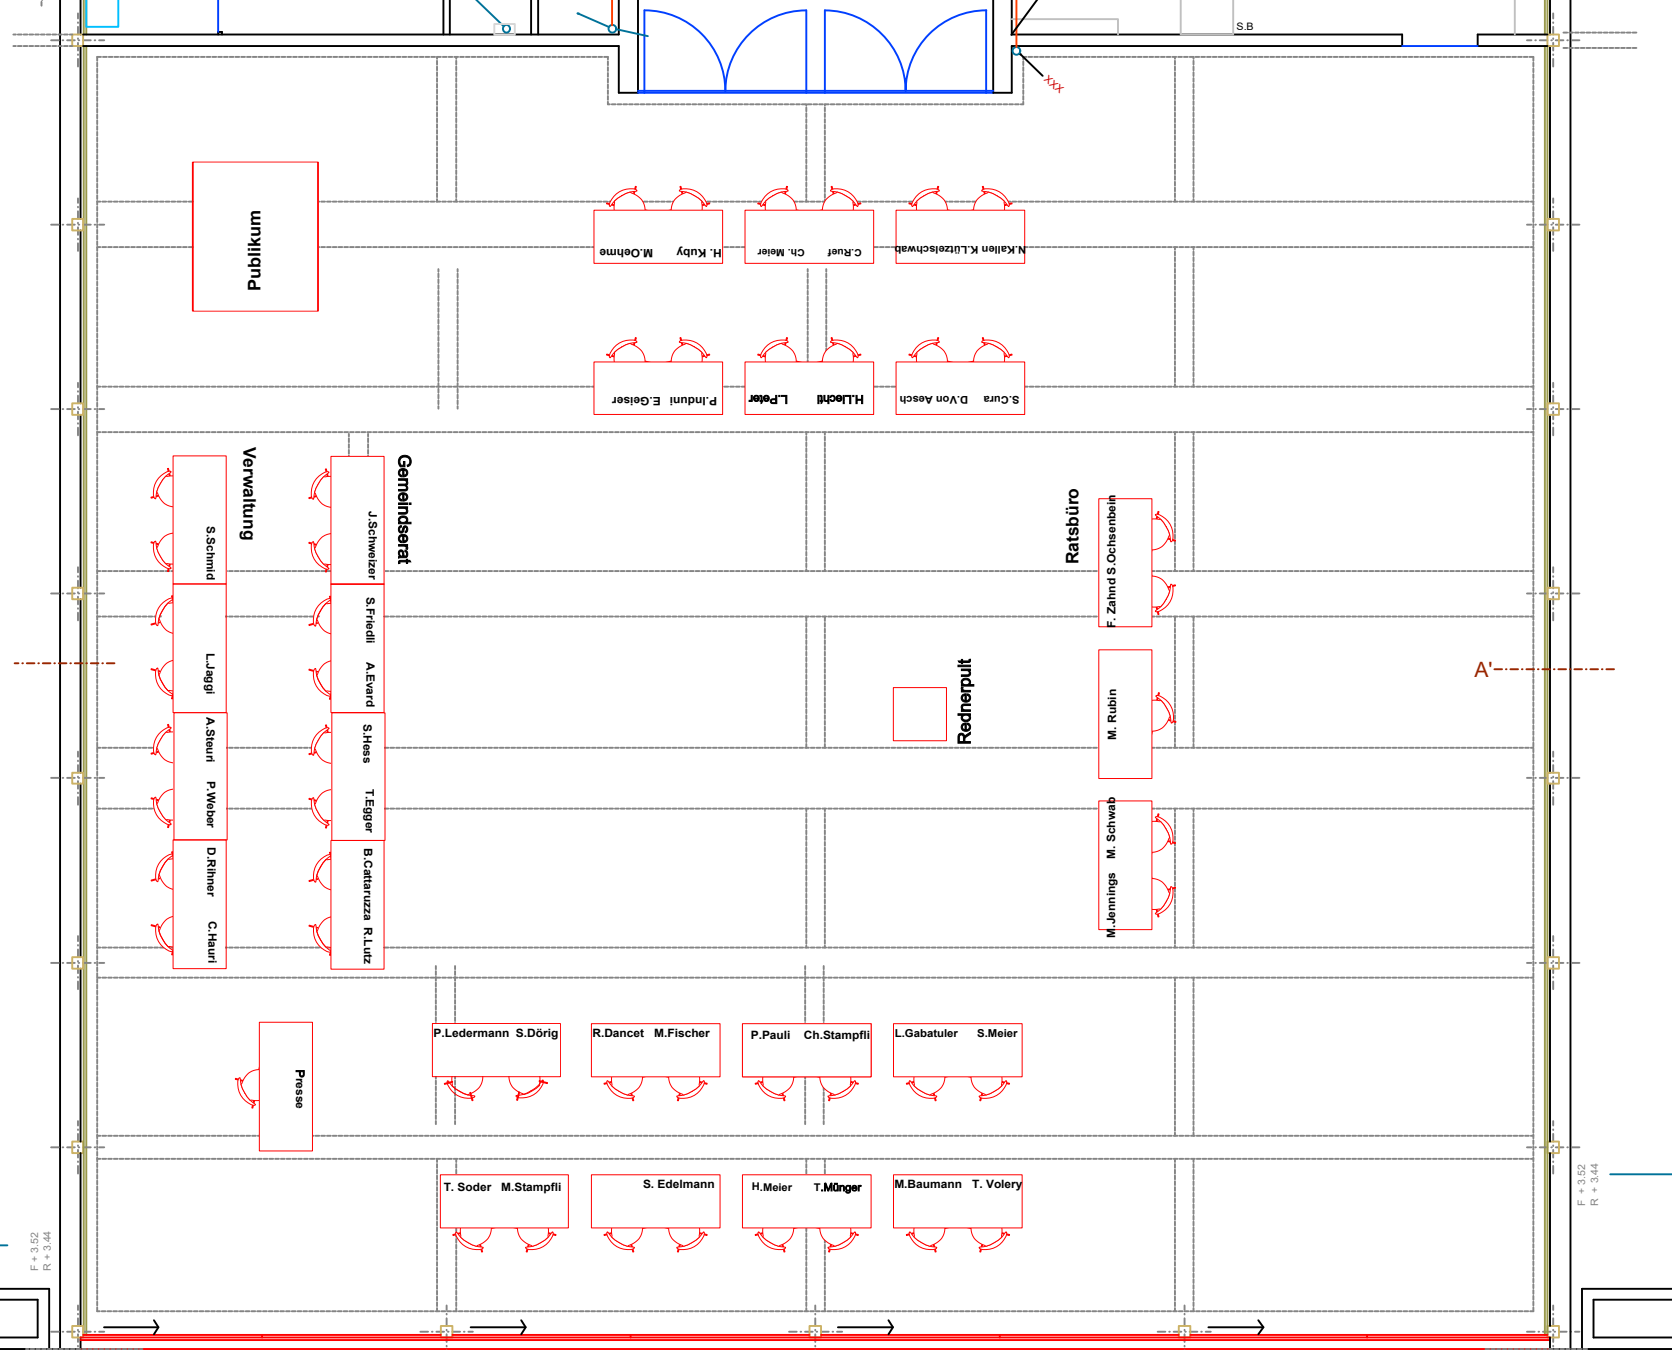 S.B
XXX
Publikum
M.Oehme H. Kuby
Ch. Meier C.Ruef
K.Lützelschwab N.Kallen
E.Geiser P.Induni
L.Peter H.Liechti
D.Von Aesch S.Cura
Verwaltung
S.Schmid
L.Jaggi
A.Steuri P.Weber
D.Rihner C.Hauri
Gemeindserat
J.Schweizer
S.Friedli A.Evard
S.Hess T.Egger
B.Cattaruzza R.Lutz
Ratsbüro
F. Zahnd S.Ochsenbein
M. Rubin
M.Jennings M. Schwab
Rednerpult
A'
Presse
P.Ledermann S.Dörig
R.Dancet M.Fischer
P.Pauli Ch.Stampfli
L.Gabatuler S.Meier
T. Soder M.Stampfli
S. Edelmann
H.Meier T.Münger
M.Baumann T. Volery
F + 3.52
R + 3.44
F + 3.52
R + 3.44